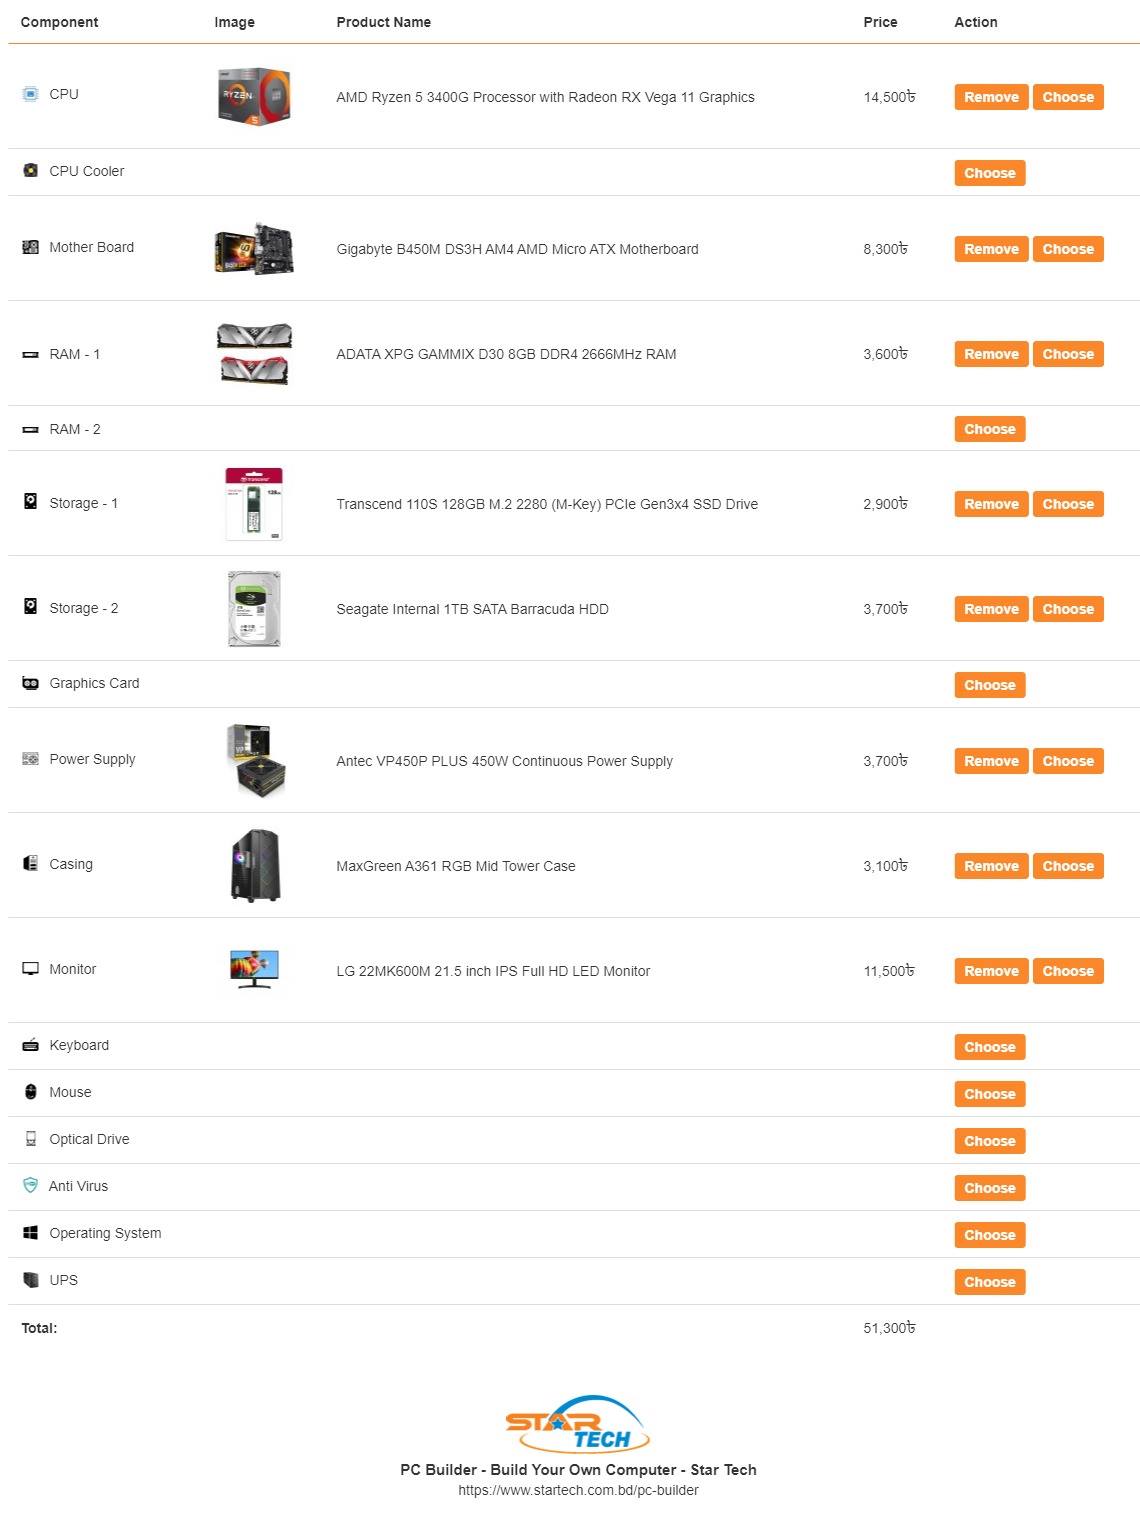 Component Image Product Name Price Action
CPU AMD Ryzen 5 3400G Processor with Radeon RX Vega 11 Graphics 14,500৳ Remove Choose
RYZEN
5
CPU Cooler Choose
Mother Board Gigabyte B450M DS3H AM4 AMD Micro ATX Motherboard 8,300৳ Remove Choose
RAM - 1 ADATA XPG GAMMIX D30 8GB DDR4 2666MHz RAM 3,600৳ Remove Choose
RAM - 2 Choose
Storage - 1 Transcend 110S 128GB M.2 2280 (M-Key) PCIe Gen3x4 SSD Drive 2,900৳ Remove Choose
Storage - 2 Seagate Internal 1TB SATA Barracuda HDD 3,700৳ Remove Choose
Graphics Card Choose
Power Supply Antec VP450P PLUS 450W Continuous Power Supply 3,700৳ Remove Choose
Casing MaxGreen A361 RGB Mid Tower Case 3,100৳ Remove Choose
Monitor LG 22MK600M 21.5 inch IPS Full HD LED Monitor 11,500৳ Remove Choose
Keyboard Choose
Mouse Choose
Optical Drive Choose
Anti Virus Choose
Operating System Choose
UPS Choose
Total: 51,300৳
STAR
TECH
PC Builder - Build Your Own Computer - Star Tech
https://www.startech.com.bd/pc-builder